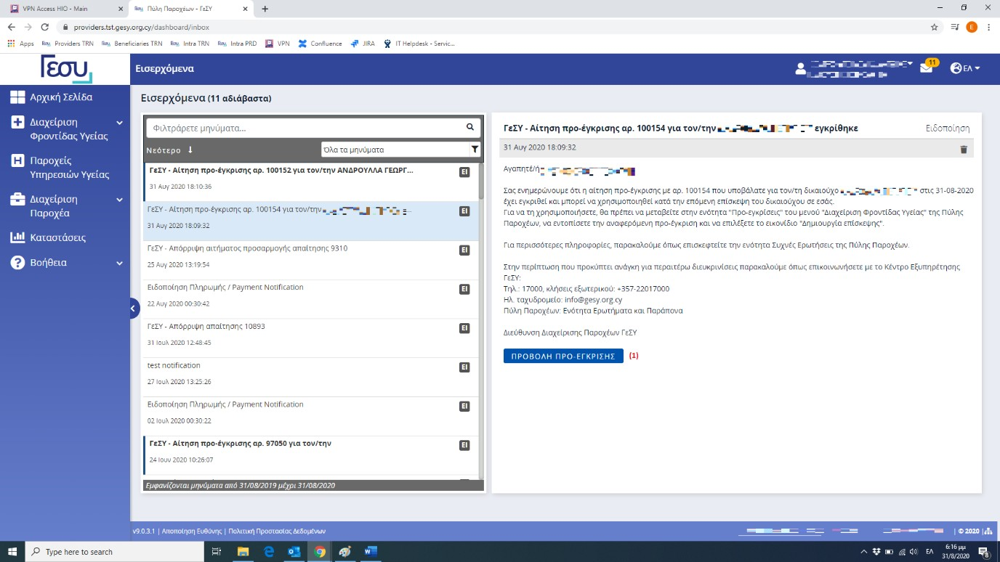 VPN Access HIO - Main
Πύλη Παροχέων - ΓεΣΥ
providers.tst.gesy.org.cy/dashboard/inbox
Apps
Providers TRN
Beneficiaries TRN
Intra TRN
Intra PRD
VPN
Confluence
JIRA
IT Helpdesk - Servic...
Γεσυ
Εισερχόμενα
11
ΕΛ
Αρχική Σελίδα
Διαχείριση
Φροντίδας Υγείας
Παροχείς
Υπηρεσιών Υγείας
Διαχείριση
Παροχέα
Καταστάσεις
Βοήθεια
Εισερχόμενα (11 αδιάβαστα)
Φιλτράρετε μηνύματα...
Νεότερο
Όλα τα μηνύματα
ΓεΣΥ - Αίτηση προ-έγκρισης αρ. 100152 για τον/την ΑΝΔΡΟΥΛΛΑ ΓΕΩΡΓ...
ΕΙ
31 Αυγ 2020 18:10:36
ΓεΣΥ - Αίτηση προ-έγκρισης αρ. 100154 για τον/την ...
ΕΙ
31 Αυγ 2020 18:09:32
ΓεΣΥ - Απόρριψη αιτήματος προσαρμογής απαίτησης 9310
ΕΙ
25 Αυγ 2020 13:19:54
Ειδοποίηση Πληρωμής / Payment Notification
ΕΙ
22 Αυγ 2020 00:30:42
ΓεΣΥ - Απόρριψη απαίτησης 10893
ΕΙ
31 Ιουλ 2020 12:48:45
test notification
ΕΙ
27 Ιουλ 2020 13:25:26
Ειδοποίηση Πληρωμής / Payment Notification
ΕΙ
02 Ιουλ 2020 00:30:22
ΓεΣΥ - Αίτηση προ-έγκρισης αρ. 97050 για τον/την
ΕΙ
24 Ιουν 2020 10:26:07
Εμφανίζονται μηνύματα από 31/08/2019 μέχρι 31/08/2020
ΓεΣΥ - Αίτηση προ-έγκρισης αρ. 100154 για τον/την εγκρίθηκε
Ειδοποίηση
31 Αυγ 2020 18:09:32
Αγαπητέ/ή
Σας ενημερώνουμε ότι η αίτηση προ-έγκρισης με αρ. 100154 που υποβάλατε για τον/τη δικαιούχο στις 31-08-2020
έχει εγκριθεί και μπορεί να χρησιμοποιηθεί κατά την επόμενη επίσκεψη του δικαιούχου σε εσάς.
Για να τη χρησιμοποιήσετε, θα πρέπει να μεταβείτε στην ενότητα "Προ-εγκρίσεις" του μενού "Διαχείριση Φροντίδας Υγείας" της Πύλης
Παροχέων, να εντοπίσετε την αναφερόμενη προ-έγκριση και να επιλέξετε το εικονίδιο "Δημιουργία επίσκεψης".
Για περισσότερες πληροφορίες, παρακαλούμε όπως επισκεφτείτε την ενότητα Συχνές Ερωτήσεις της Πύλης Παροχέων.
Στην περίπτωση που προκύπτει ανάγκη για περαιτέρω διευκρινίσεις παρακαλούμε όπως επικοινωνήσετε με το Κέντρο Εξυπηρέτησης
ΓεΣΥ:
Τηλ.: 17000, κλήσεις εξωτερικού: +357-22017000
Ηλ. ταχυδρομείο: info@gesy.org.cy
Πύλη Παροχέων: Ενότητα Ερωτήματα και Παράπονα
Διεύθυνση Διαχείρισης Παροχέων ΓεΣΥ
ΠΡΟΒΟΛΗ ΠΡΟ-ΕΓΚΡΙΣΗΣ (1)
v9.0.3.1 | Αποποίηση Ευθύνης | Πολιτική Προστασίας Δεδομένων
| © 2020 |
Type here to search
ΕΛ
6:16 μμ
31/8/2020
8